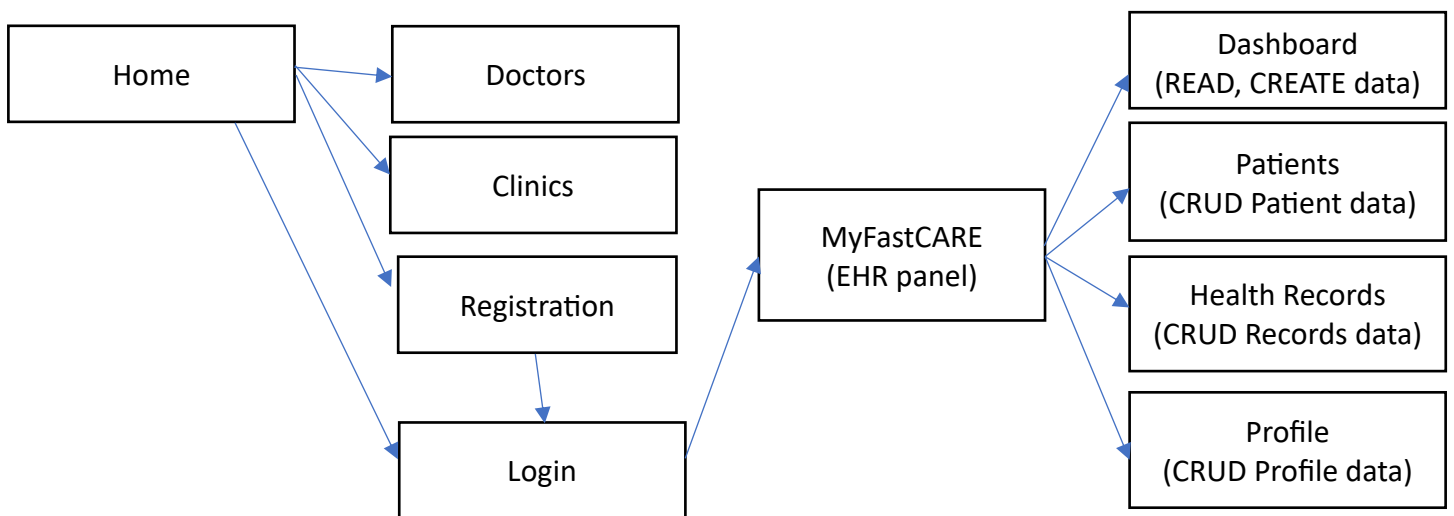 Home
Doctors
Clinics
Registration
Login
MyFastCARE
(EHR panel)
Dashboard
(READ, CREATE data)
Patients
(CRUD Patient data)
Health Records
(CRUD Records data)
Profile
(CRUD Profile data)